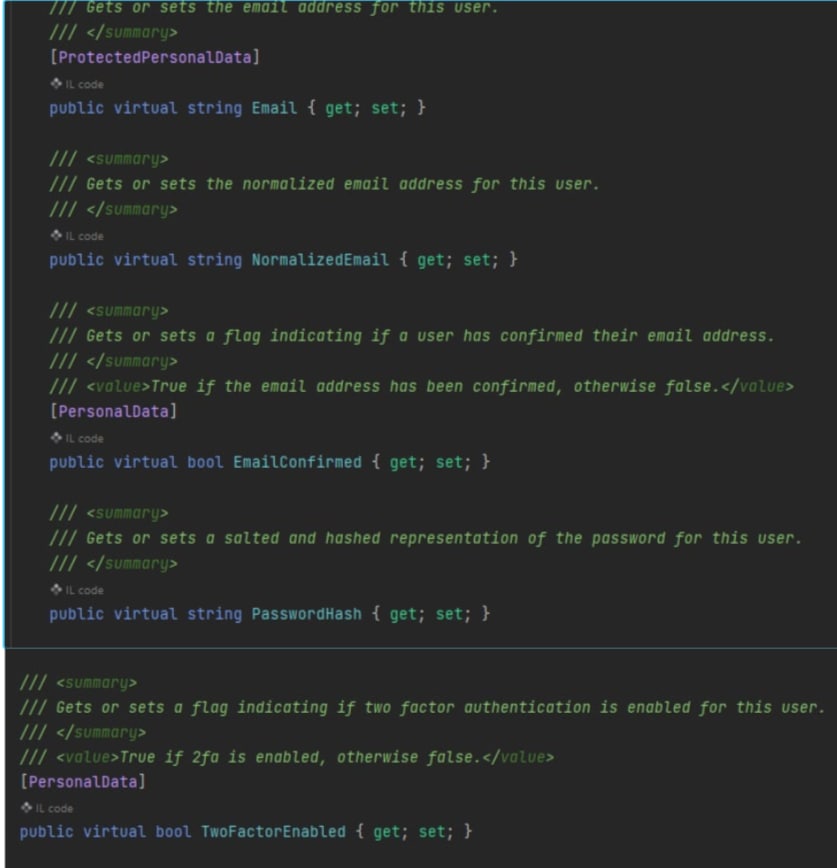 /// Gets or sets the email address for this user.
/// </summary>
[ProtectedPersonalData]
IL code
public virtual string Email { get; set; }
/// <summary>
/// Gets or sets the normalized email address for this user.
/// </summary>
IL code
public virtual string NormalizedEmail { get; set; }
/// <summary>
/// Gets or sets a flag indicating if a user has confirmed their email address.
/// </summary>
/// <value>True if the email address has been confirmed, otherwise false.</value>
[PersonalData]
IL code
public virtual bool EmailConfirmed { get; set; }
/// <summary>
/// Gets or sets a salted and hashed representation of the password for this user.
/// </summary>
IL code
public virtual string PasswordHash { get; set; }
/// <summary>
/// Gets or sets a flag indicating if two factor authentication is enabled for this user.
/// </summary>
/// <value>True if 2fa is enabled, otherwise false.</value>
[PersonalData]
IL code
public virtual bool TwoFactorEnabled { get; set; }